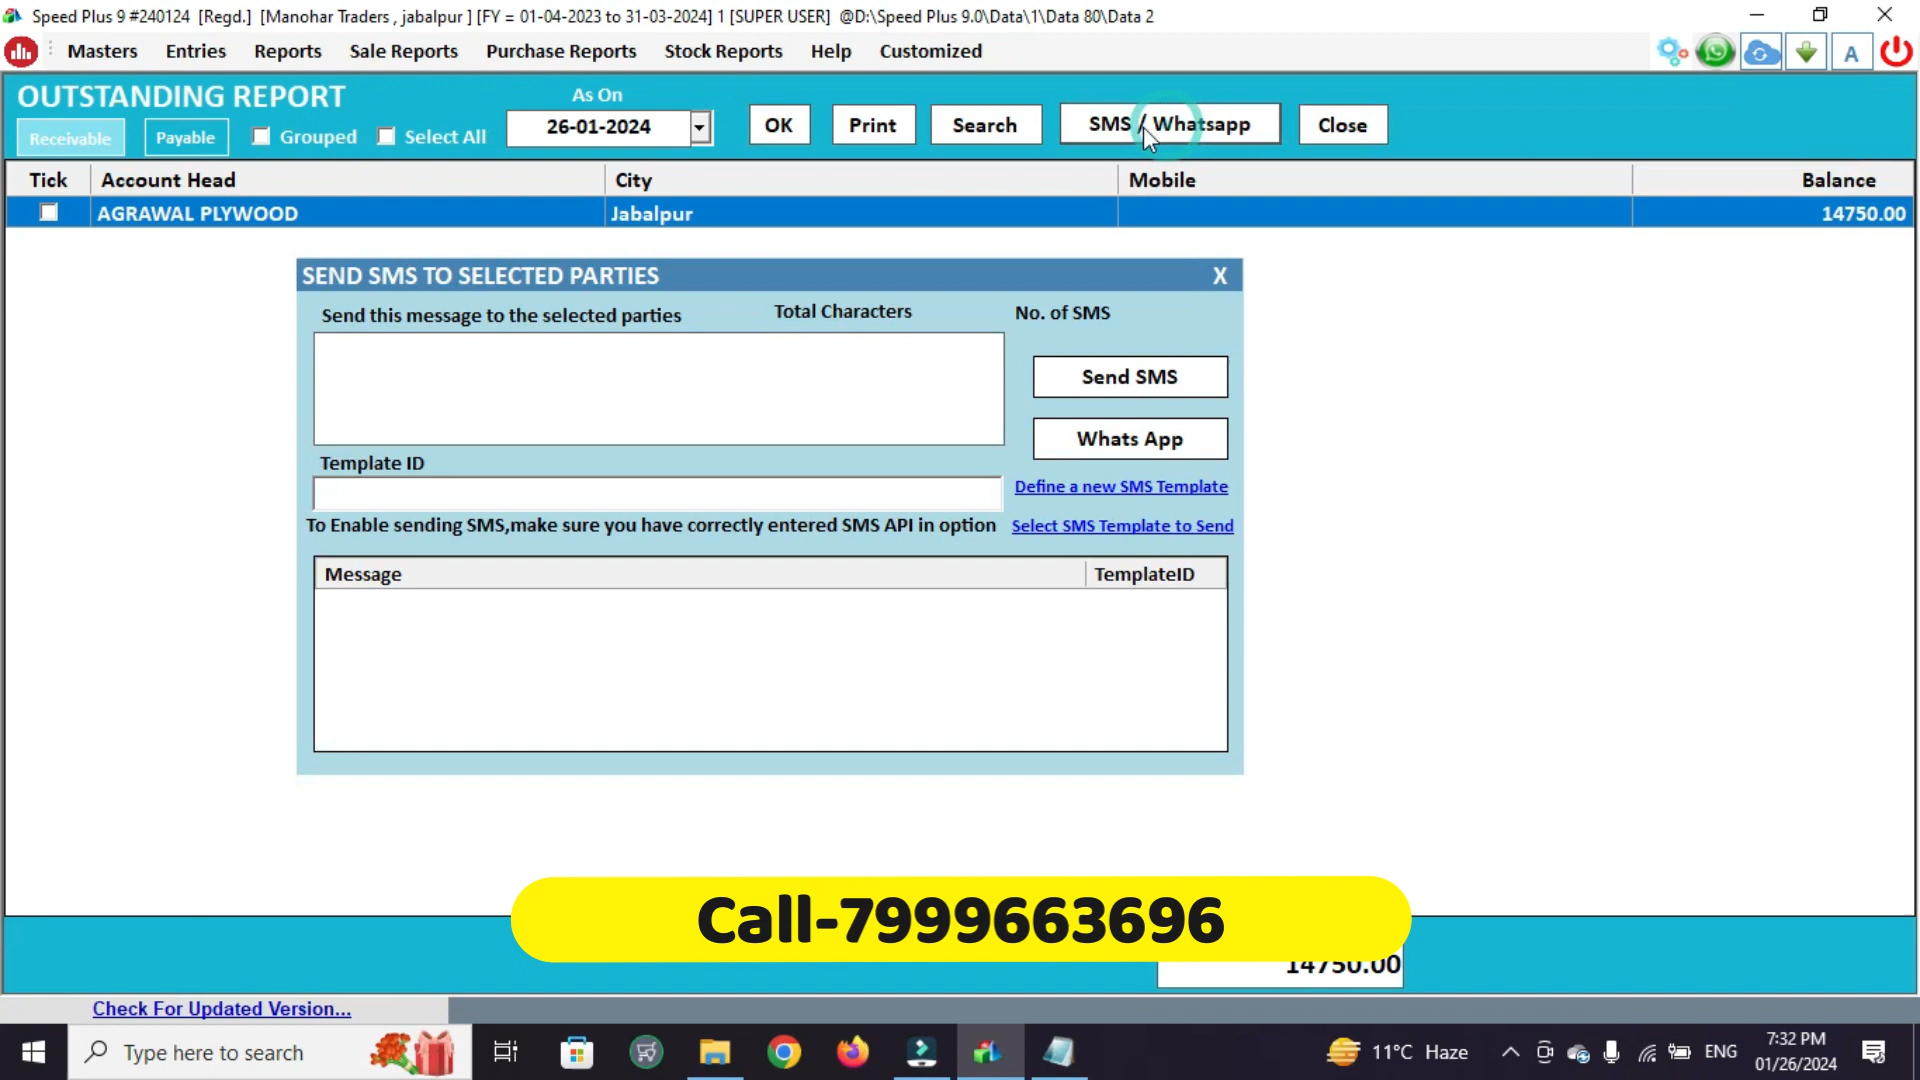 Speed Plus 9 #240124 [Regd.] [Manohar Traders , jabalpur ] [FY = 01-04-2023 to 31-03-2024] 1 [SUPER USER] @D:\Speed Plus 9.0\Data\1\Data 80\Data 2
Masters Entries Reports Sale Reports Purchase Reports Stock Reports Help Customized A
OUTSTANDING REPORT As On
Receivable Payable Grouped Select All 26-01-2024 OK Print Search SMS / Whatsapp Close
Tick Account Head City Mobile Balance
AGRAWAL PLYWOOD Jabalpur 14750.00
SEND SMS TO SELECTED PARTIES X
Send this message to the selected parties Total Characters No. of SMS
Send SMS
Whats App
Template ID
Define a new SMS Template
To Enable sending SMS,make sure you have correctly entered SMS API in option Select SMS Template to Send
Message TemplateID
Call-7999663696
14750.00
Check For Updated Version...
Type here to search 11°C Haze ENG 7:32 PM
01/26/2024